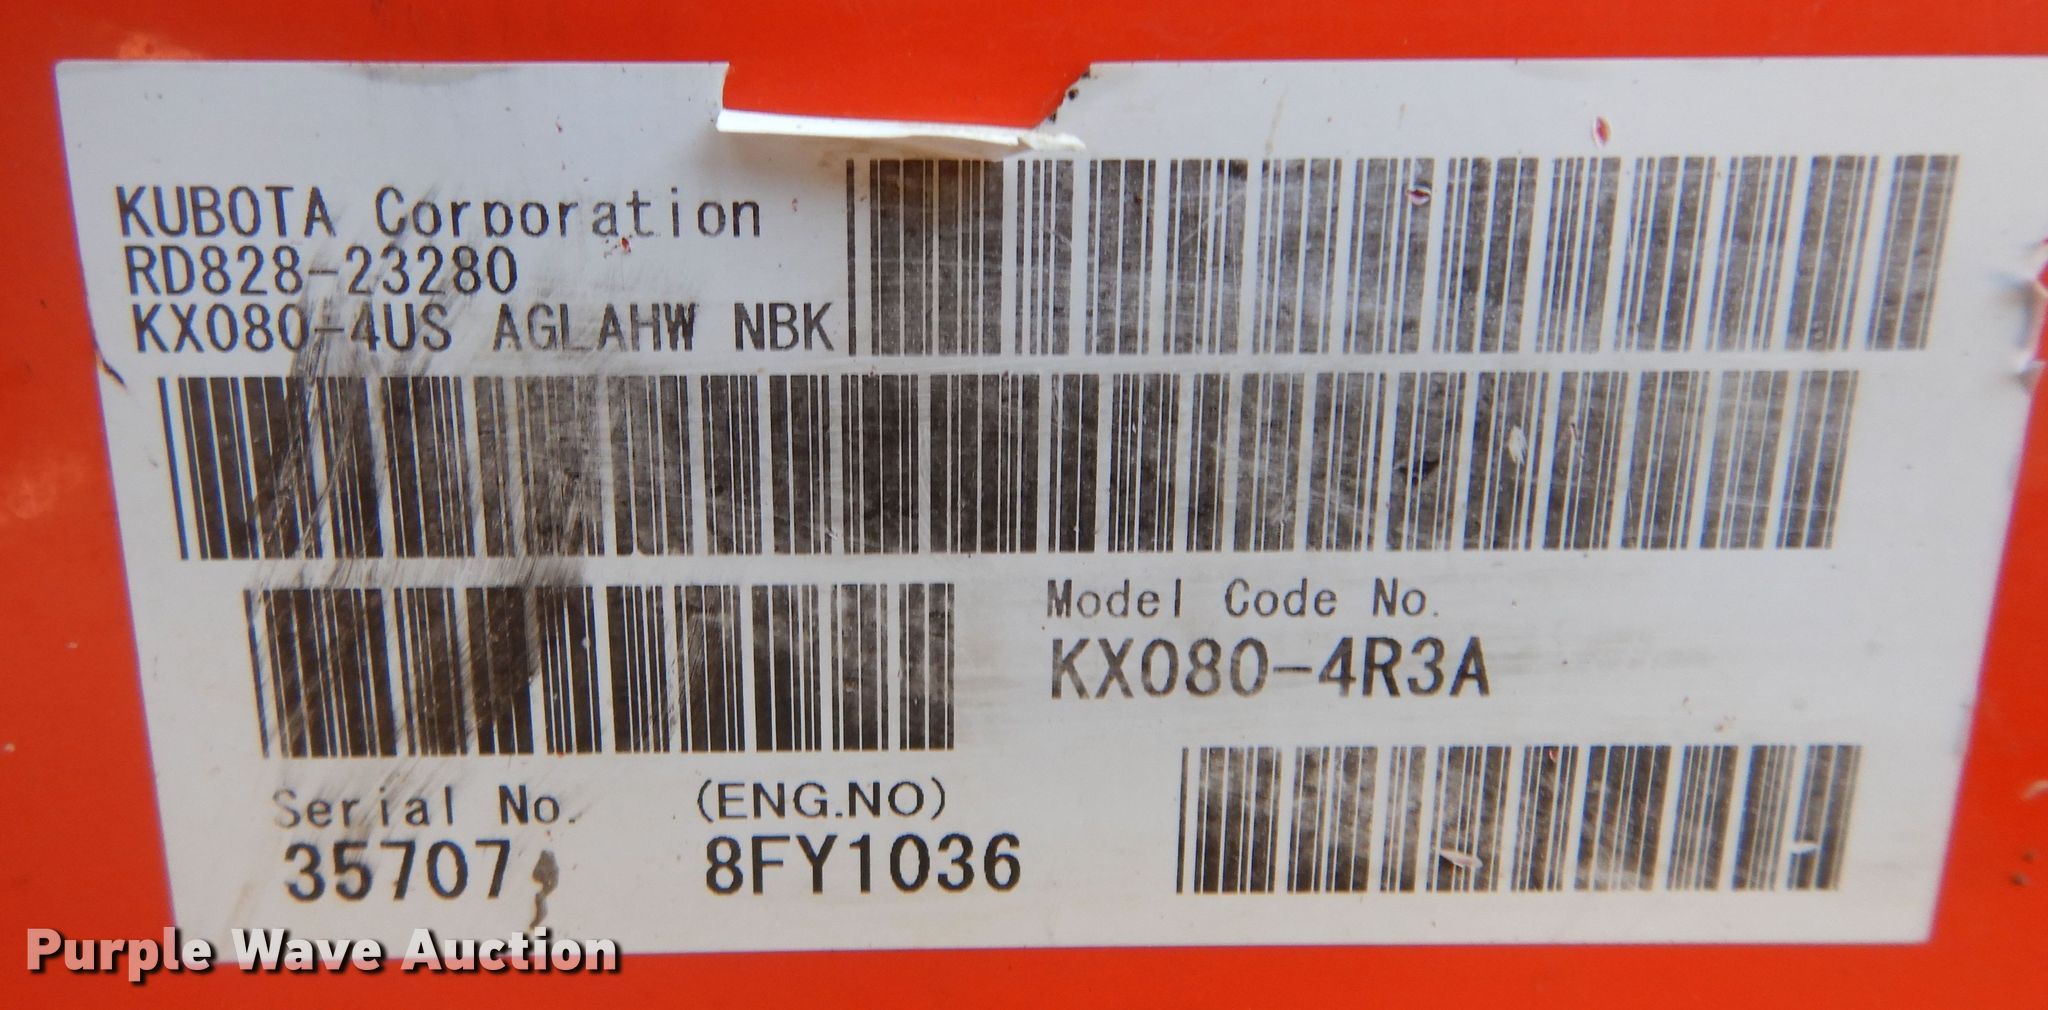 KUBOTA Corporation
RD828-23280
KX080-4US AGLAHW NBK
Model Code No.
KX080-4R3A
Serial No. (ENG.NO)
35707 8FY1036
Purple Wave Auction